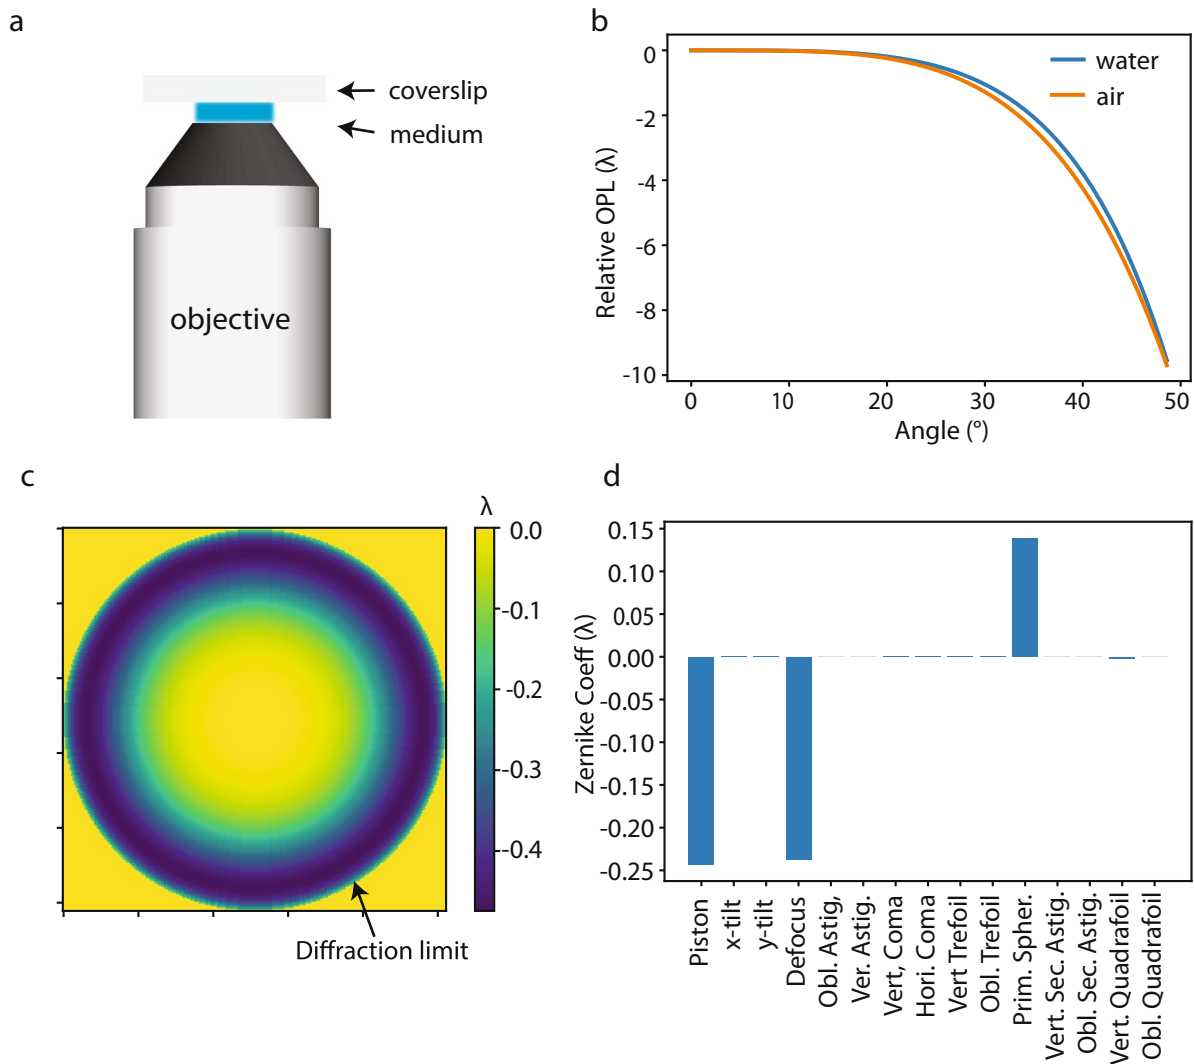 a
coverslip
medium
objective
b
water
air
0
-2
-4
-6
-8
-10
Relative OPL (λ)
0 10 20 30 40 50
Angle (°)
c
λ
0.0
-0.1
-0.2
-0.3
-0.4
Diffraction limit
d
0.15
0.10
0.05
0.00
-0.05
-0.10
-0.15
-0.20
-0.25
Zernike Coeff (λ)
Piston
x-tilt
y-tilt
Defocus
Obl. Astig,
Ver. Astig.
Vert, Coma
Hori. Coma
Vert Trefoil
Obl. Trefoil
Prim. Spher.
Vert. Sec. Astig.
Obl. Sec. Astig.
Vert. Quadrafoil
Obl. Quadrafoil